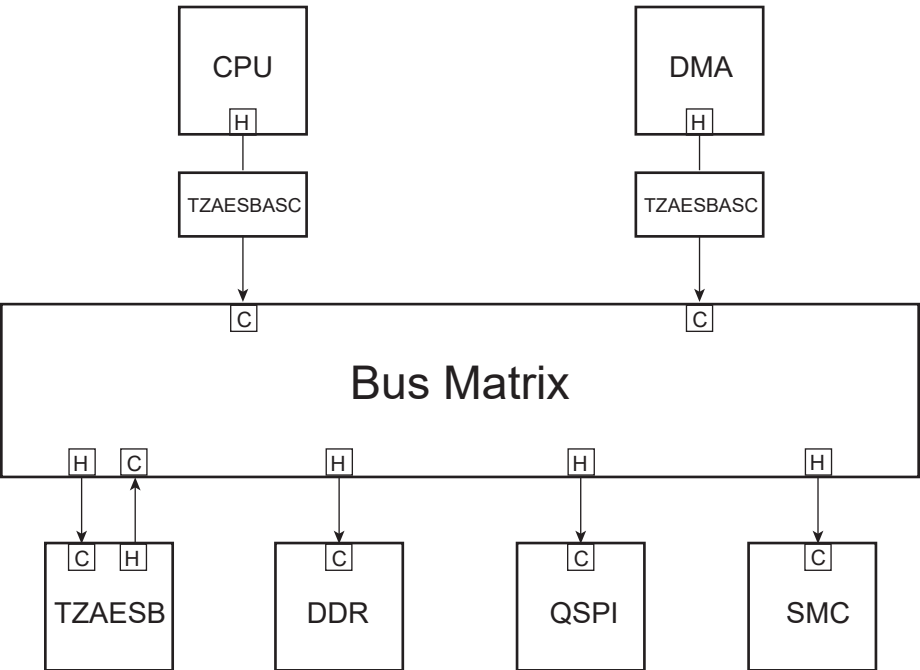 CPU
DMA
H
H
TZAESBASC
TZAESBASC
C
C
Bus Matrix
H
C
H
H
H
C
H
C
C
C
TZAESB
DDR
QSPI
SMC